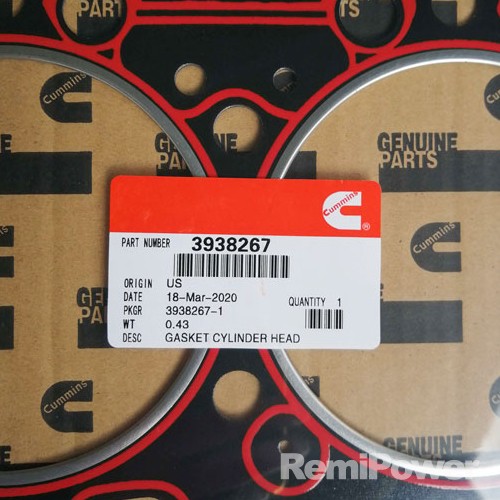 GENUINE
PARTS
Cummins
GENUINE
PARTS
Cummins
GENUINE
PARTS
Cummins
PART NUMBER 3938267
ORIGIN US
DATE 18-Mar-2020
QUANTITY 1
PKGR 3938267-1
WT 0.43
DESC GASKET CYLINDER HEAD
Cummins
GENUINE
PARTS
Cummins
Cummins
GENUINE
PARTS
RemiPower